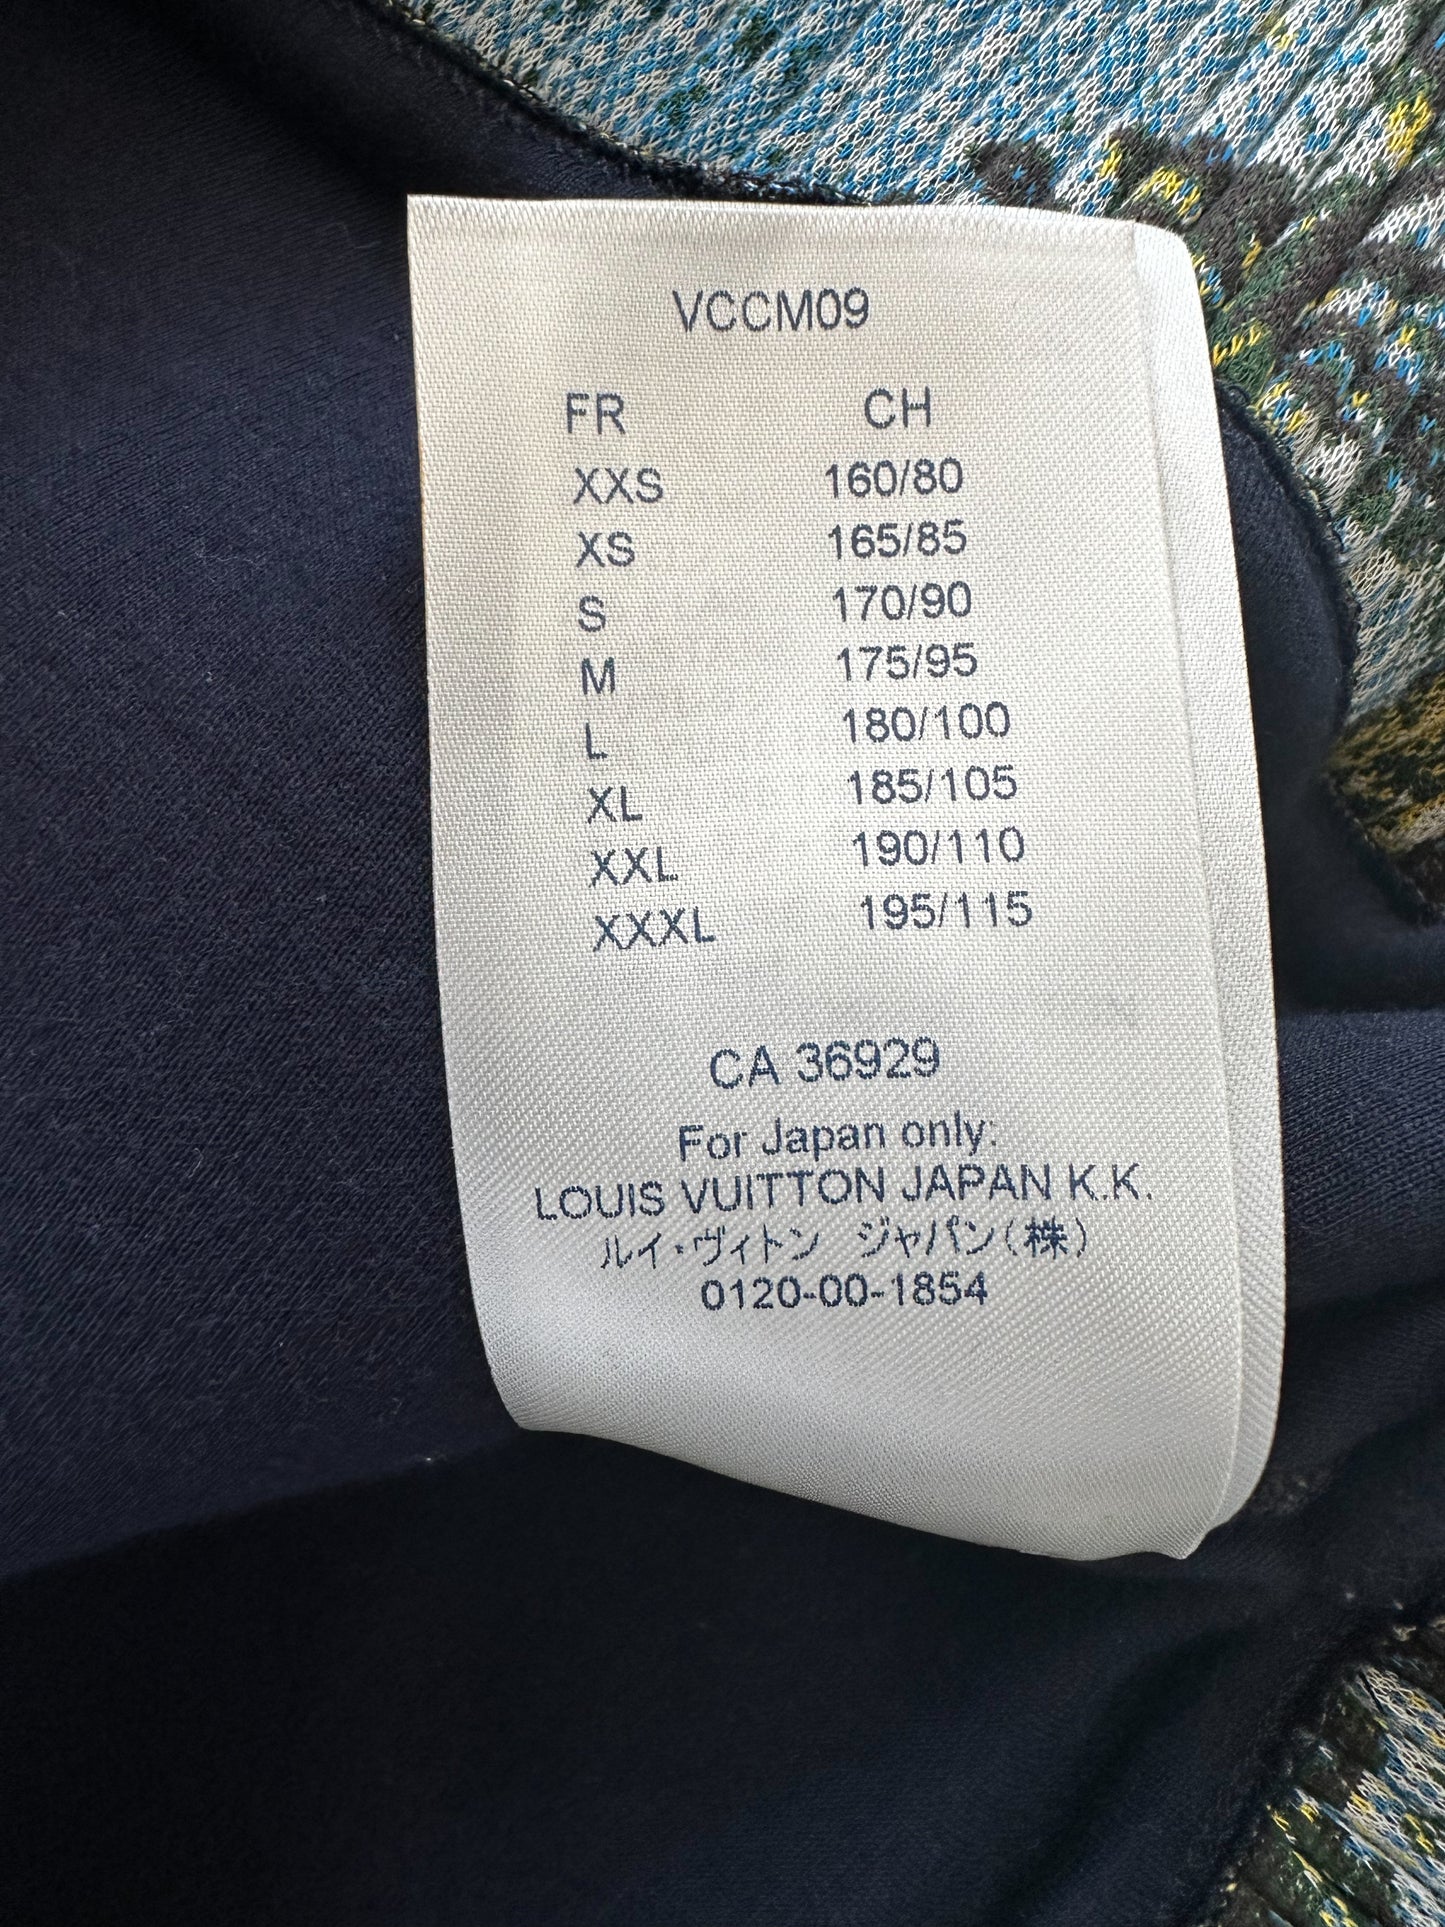 VCCM09
FR CH
XXS 160/80
XS 165/85
S 170/90
M 175/95
L 180/100
XL 185/105
XXL 190/110
XXXL 195/115
CA 36929
For Japan only:
LOUIS VUITTON JAPAN K.K.
ルイ・ヴィトン ジャパン(株)
0120-00-1854